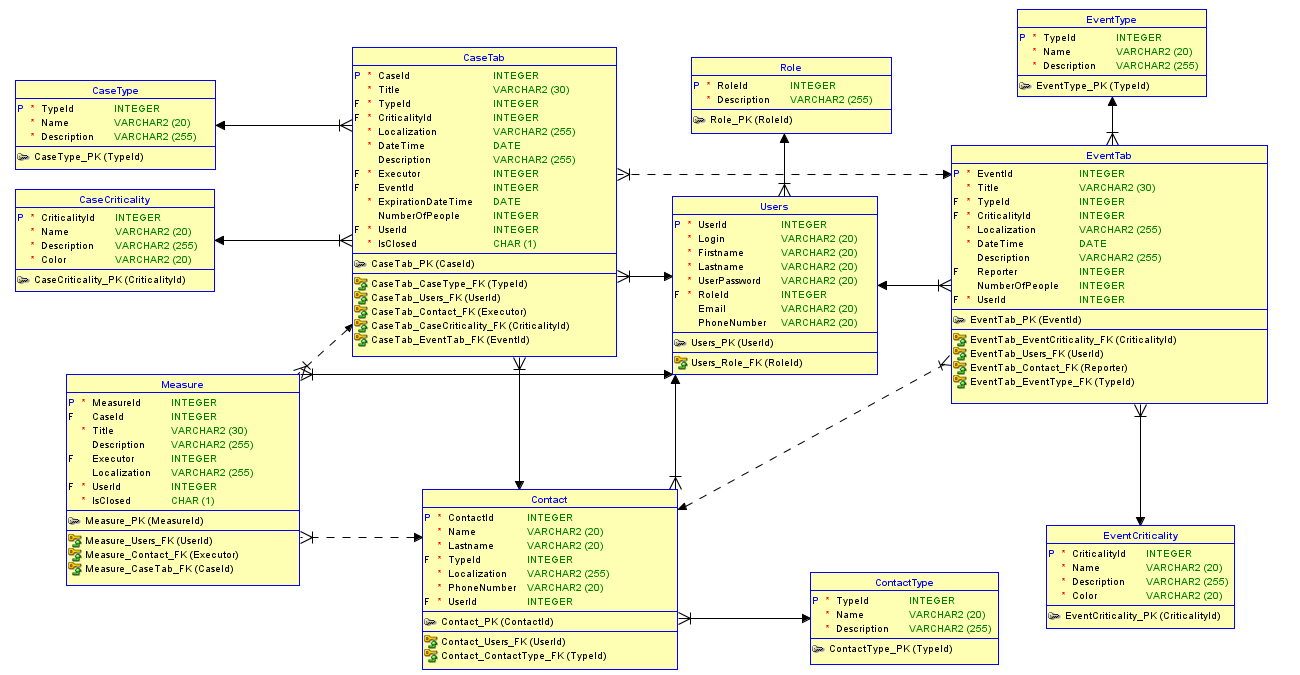 CaseType
P * TypeId INTEGER
* Name VARCHAR2 (20)
* Description VARCHAR2 (255)
CaseType_PK (TypeId)
CaseCriticality
P * CriticalityId INTEGER
* Name VARCHAR2 (20)
* Description VARCHAR2 (255)
* Color VARCHAR2 (20)
CaseCriticality_PK (CriticalityId)
CaseTab
P * CaseId INTEGER
* Title VARCHAR2 (30)
F * TypeId INTEGER
F * CriticalityId INTEGER
* Localization VARCHAR2 (255)
* DateTime DATE
Description VARCHAR2 (255)
F * Executor INTEGER
F EventId INTEGER
* ExpirationDateTime DATE
NumberOfPeople INTEGER
F * UserId INTEGER
* IsClosed CHAR (1)
CaseTab_PK (CaseId)
CaseTab_CaseType_FK (TypeId)
CaseTab_Users_FK (UserId)
CaseTab_Contact_FK (Executor)
CaseTab_CaseCriticality_FK (CriticalityId)
CaseTab_EventTab_FK (EventId)
Role
P * RoleId INTEGER
* Description VARCHAR2 (255)
Role_PK (RoleId)
Users
P * UserId INTEGER
* Login VARCHAR2 (20)
* Firstname VARCHAR2 (20)
* Lastname VARCHAR2 (20)
* UserPassword VARCHAR2 (20)
F * RoleId INTEGER
Email VARCHAR2 (20)
PhoneNumber VARCHAR2 (20)
Users_PK (UserId)
Users_Role_FK (RoleId)
EventType
P * TypeId INTEGER
* Name VARCHAR2 (20)
* Description VARCHAR2 (255)
EventType_PK (TypeId)
EventTab
P * EventId INTEGER
* Title VARCHAR2 (30)
F * TypeId INTEGER
F * CriticalityId INTEGER
* Localization VARCHAR2 (255)
* DateTime DATE
Description VARCHAR2 (255)
F Reporter INTEGER
NumberOfPeople INTEGER
F * UserId INTEGER
EventTab_PK (EventId)
EventTab_EventCriticality_FK (CriticalityId)
EventTab_Users_FK (UserId)
EventTab_Contact_FK (Reporter)
EventTab_EventType_FK (TypeId)
Measure
P * MeasureId INTEGER
F CaseId INTEGER
* Title VARCHAR2 (30)
Description VARCHAR2 (255)
F Executor INTEGER
Localization VARCHAR2 (255)
F * UserId INTEGER
* IsClosed CHAR (1)
Measure_PK (MeasureId)
Measure_Users_FK (UserId)
Measure_Contact_FK (Executor)
Measure_CaseTab_FK (CaseId)
Contact
P * ContactId INTEGER
* Name VARCHAR2 (20)
* Lastname VARCHAR2 (20)
F * TypeId INTEGER
* Localization VARCHAR2 (255)
* PhoneNumber VARCHAR2 (20)
F * UserId INTEGER
Contact_PK (ContactId)
Contact_Users_FK (UserId)
Contact_ContactType_FK (TypeId)
ContactType
P * TypeId INTEGER
* Name VARCHAR2 (20)
* Description VARCHAR2 (255)
ContactType_PK (TypeId)
EventCriticality
P * CriticalityId INTEGER
* Name VARCHAR2 (20)
* Description VARCHAR2 (255)
* Color VARCHAR2 (20)
EventCriticality_PK (CriticalityId)